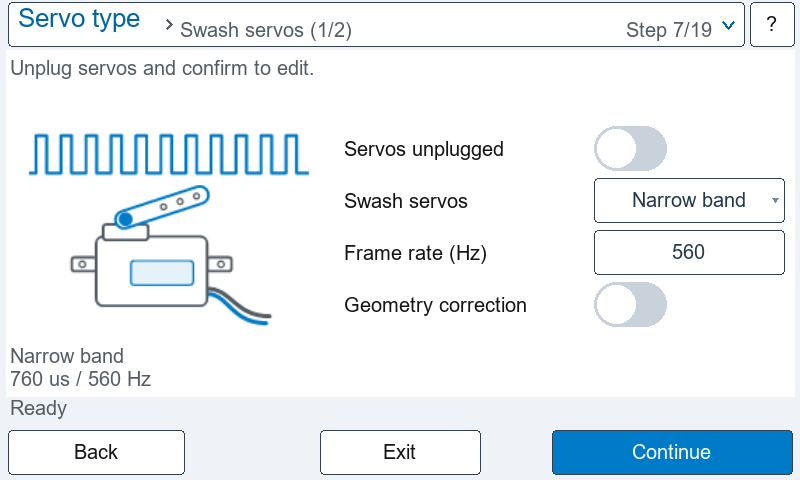 Servo type > Swash servos (1/2) Step 7/19 ?
Unplug servos and confirm to edit.
Servos unplugged
Swash servos Narrow band
Frame rate (Hz) 560
Geometry correction
Narrow band
760 us / 560 Hz
Ready
Back Exit Continue